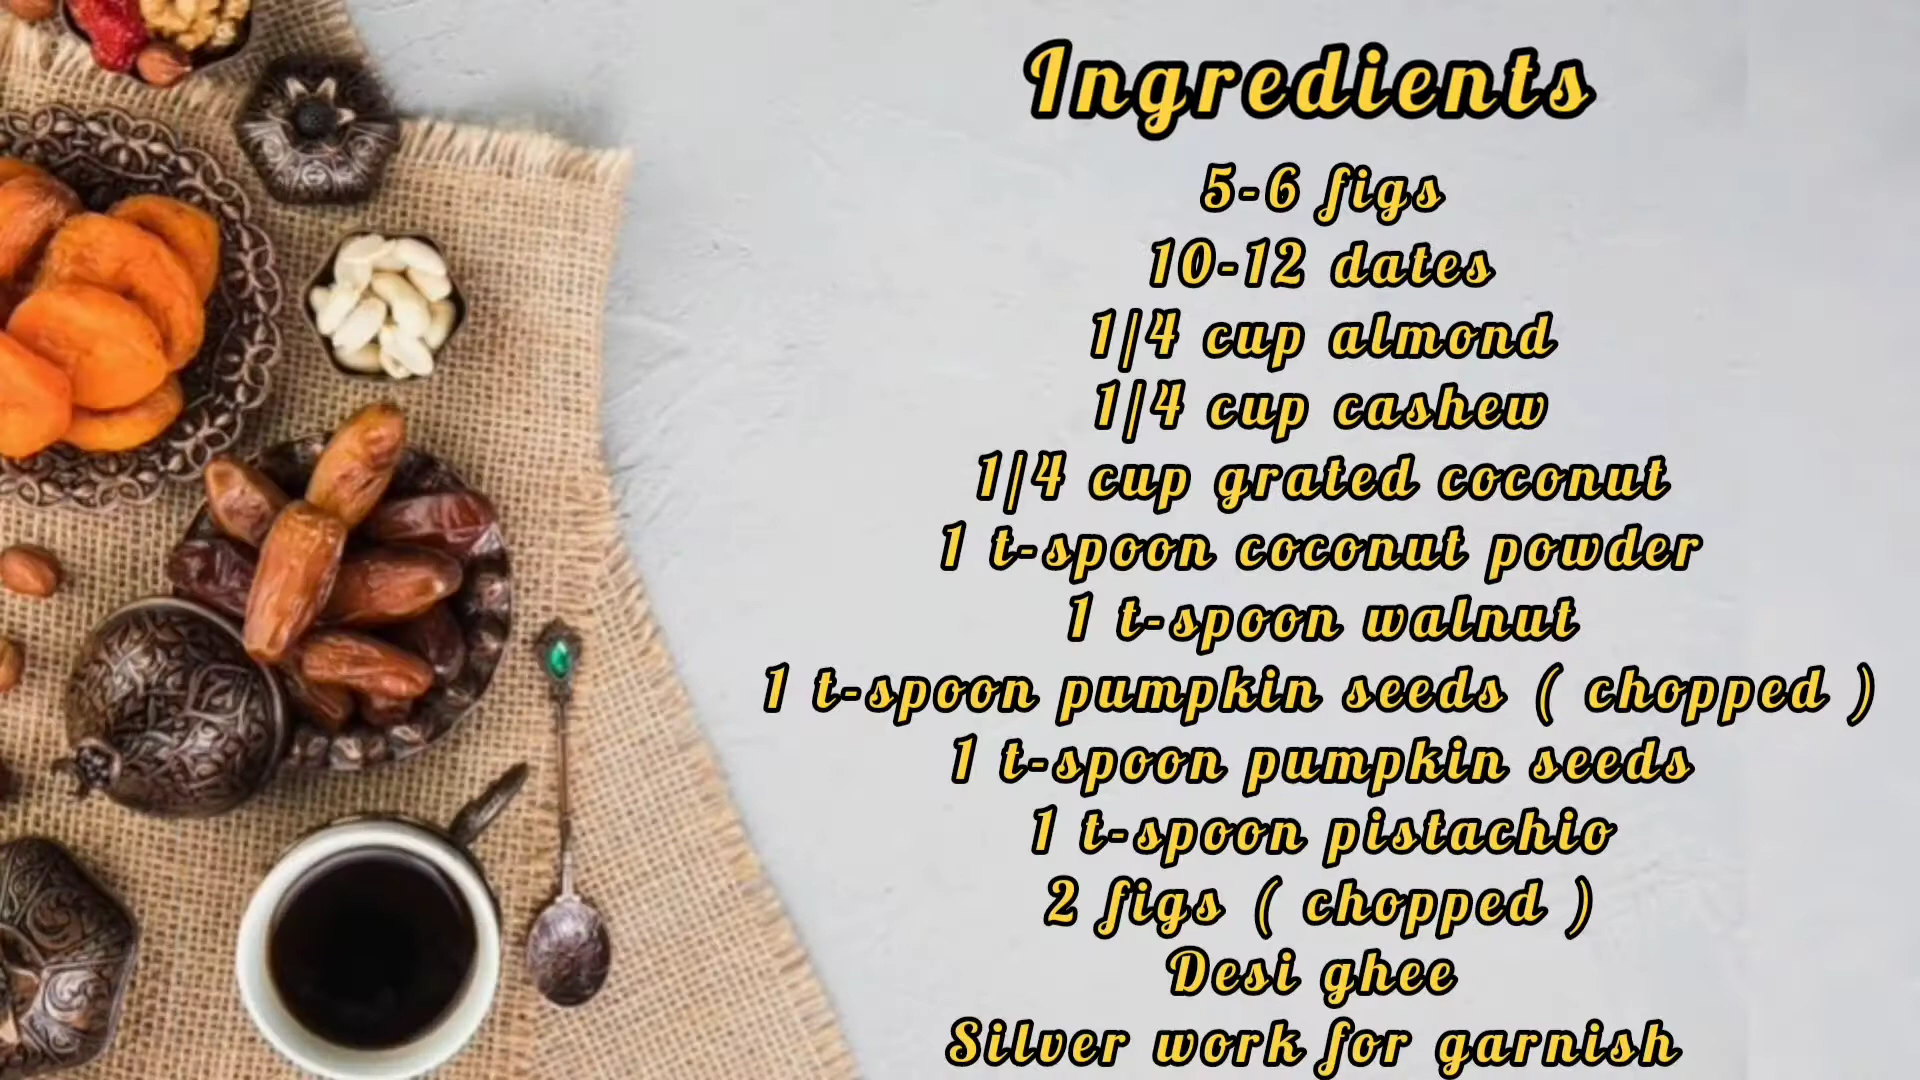 Ingredients
5-6 figs
10-12 dates
1/4 cup almond
1/4 cup cashew
1/4 cup grated coconut
1 t-spoon coconut powder
1 t-spoon walnut
1 t-spoon pumpkin seeds ( chopped )
1 t-spoon pumpkin seeds
1 t-spoon pistachio
2 figs ( chopped )
Desi ghee
Silver work for garnish